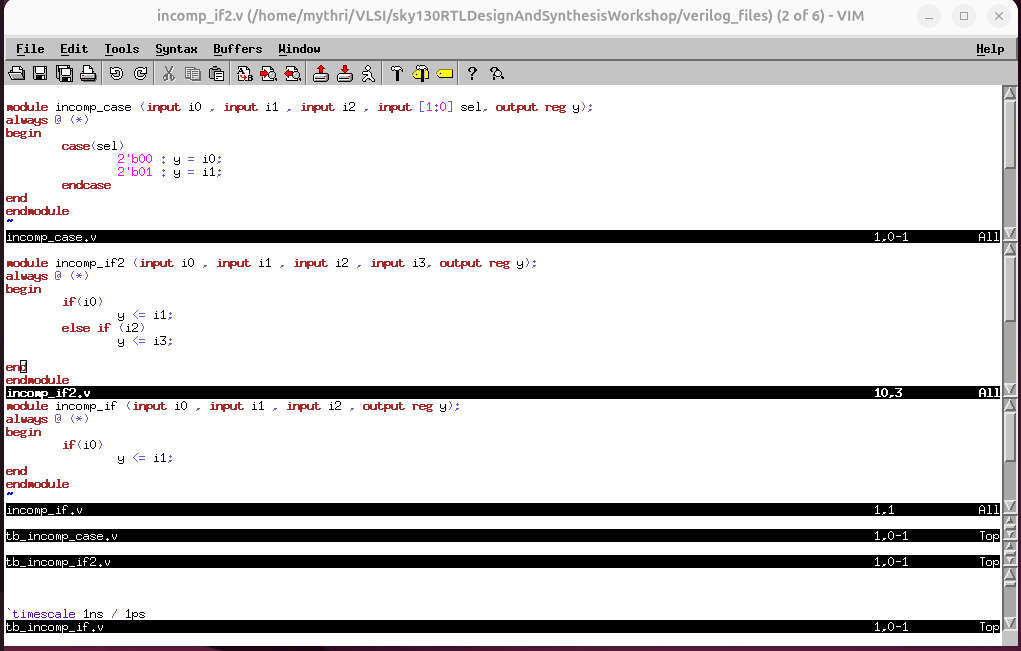 incomp_if2.v (/home/mythri/VLSI/sky130RTLDesignAndSynthesisWorkshop/verilog_files) (2 of 6) - VIM
File Edit Tools Syntax Buffers Window Help
module incomp_case (input i0 , input i1 , input i2 , input [1:0] sel, output reg y);
always @ (*)
begin
case(sel)
2'b00 : y = i0;
2'b01 : y = i1;
endcase
end
endmodule
~
incomp_case.v 1,0-1 All
module incomp_if2 (input i0 , input i1 , input i2 , input i3, output reg y);
always @ (*)
begin
if(i0)
y <= i1;
else if (i2)
y <= i3;
end
endmodule
incomp_if2.v 10,3 All
module incomp_if (input i0 , input i1 , input i2 , output reg y);
always @ (*)
begin
if(i0)
y <= i1;
end
endmodule
~
incomp_if.v 1,1 All
tb_incomp_case.v 1,0-1 Top
tb_incomp_if2.v 1,0-1 Top
`timescale 1ns / 1ps
tb_incomp_if.v 1,0-1 Top